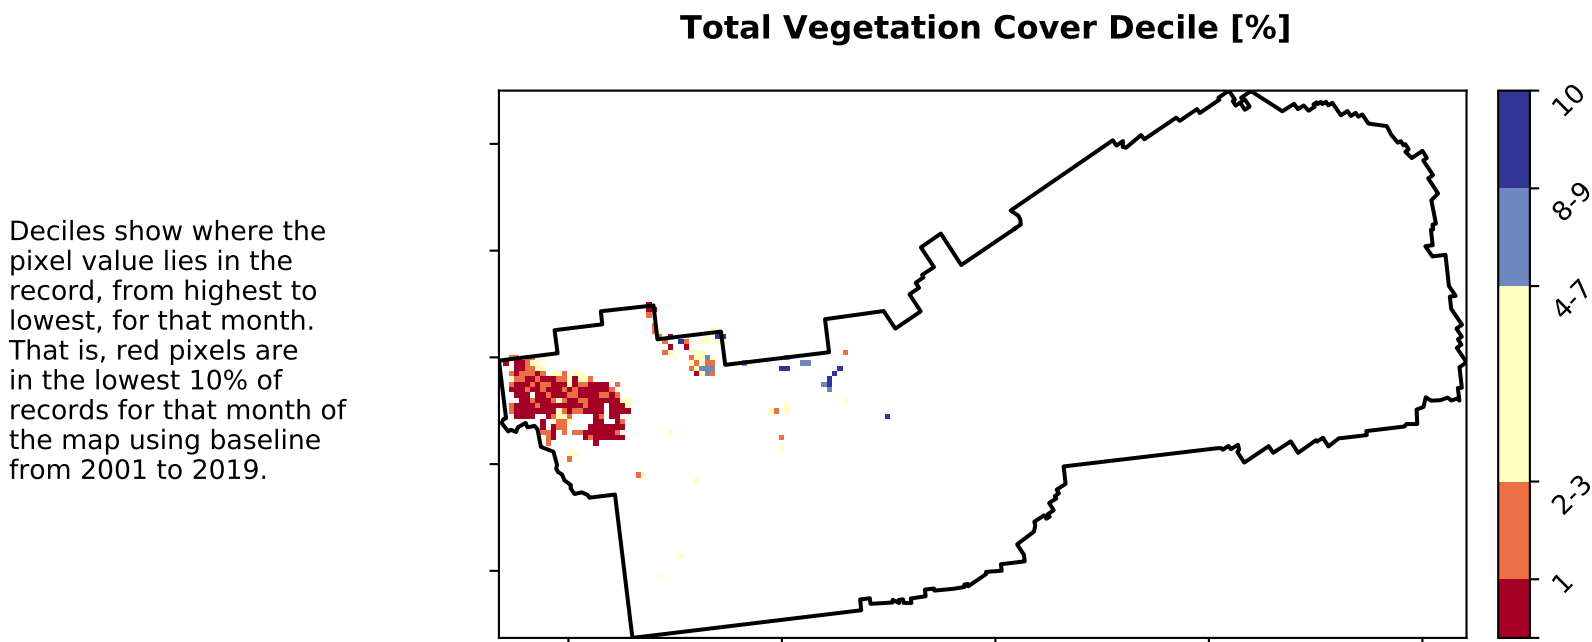 Total Vegetation Cover Decile [%]
Deciles show where the
pixel value lies in the
record, from highest to
lowest, for that month.
That is, red pixels are
in the lowest 10% of
records for that month of
the map using baseline
from 2001 to 2019.
10
8-9
4-7
2-3
1